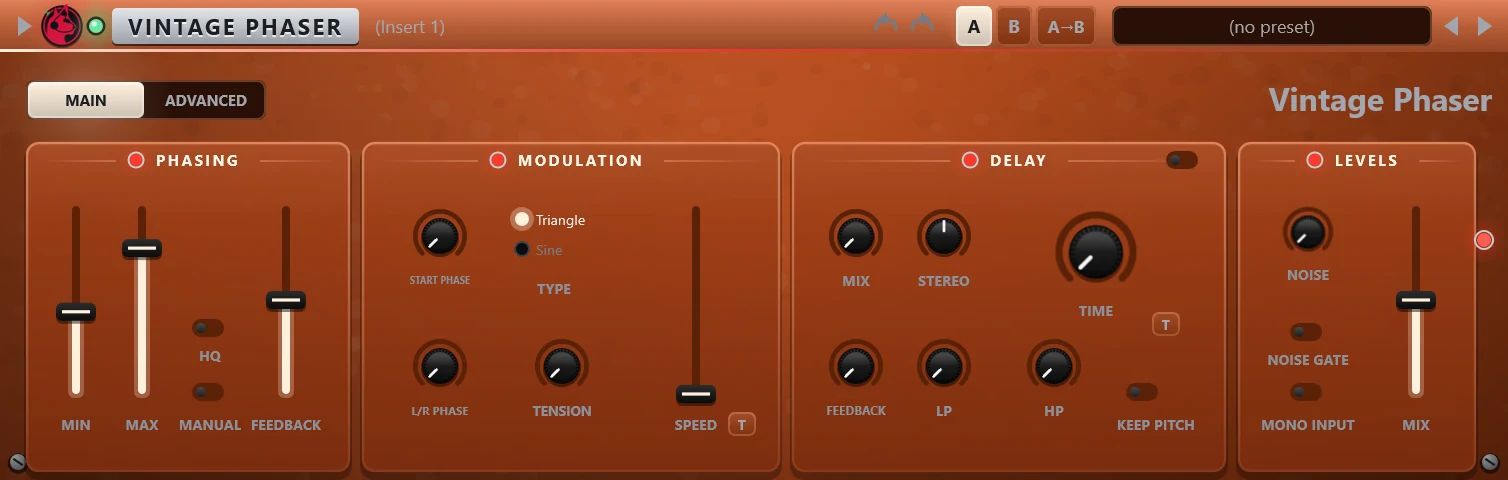 VINTAGE PHASER
(Insert 1)
A
B
A→B
(no preset)
MAIN
ADVANCED
Vintage Phaser
PHASING
MIN
MAX
HQ
MANUAL
FEEDBACK
MODULATION
START PHASE
Triangle
Sine
TYPE
L/R PHASE
TENSION
SPEED
T
DELAY
MIX
STEREO
TIME
T
FEEDBACK
LP
HP
KEEP PITCH
LEVELS
NOISE
NOISE GATE
MONO INPUT
MIX